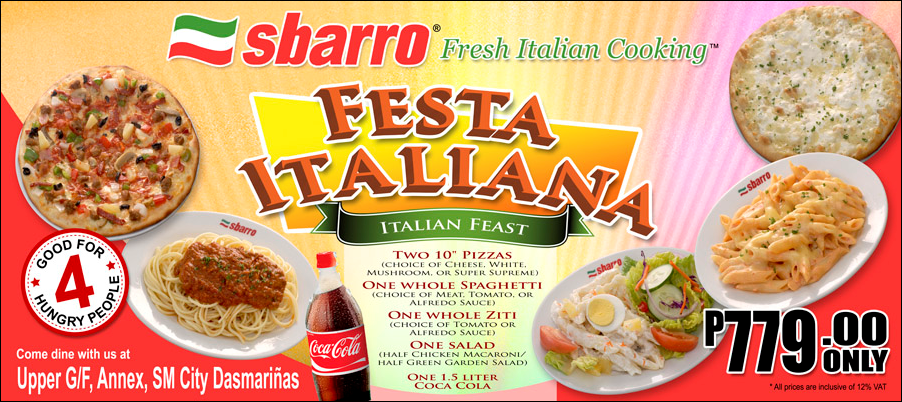 sbarro® Fresh Italian Cooking™
FESTA
ITALIANA
ITALIAN FEAST
TWO 10" PIZZAS
(CHOICE OF CHEESE, WHITE,
MUSHROOM, OR SUPER SUPREME)
ONE WHOLE SPAGHETTI
(CHOICE OF MEAT, TOMATO, OR
ALFREDO SAUCE)
ONE WHOLE ZITI
(CHOICE OF TOMATO OR
ALFREDO SAUCE)
ONE SALAD
(HALF CHICKEN MACARONI/
HALF GREEN GARDEN SALAD)
ONE 1.5 LITER
COCA COLA
GOOD FOR
4
HUNGRY PEOPLE
sbarro
Coca-Cola
sbarro
sbarro
Come dine with us at
Upper G/F, Annex, SM City Dasmariñas
₱779.00
ONLY
* All prices are inclusive of 12% VAT